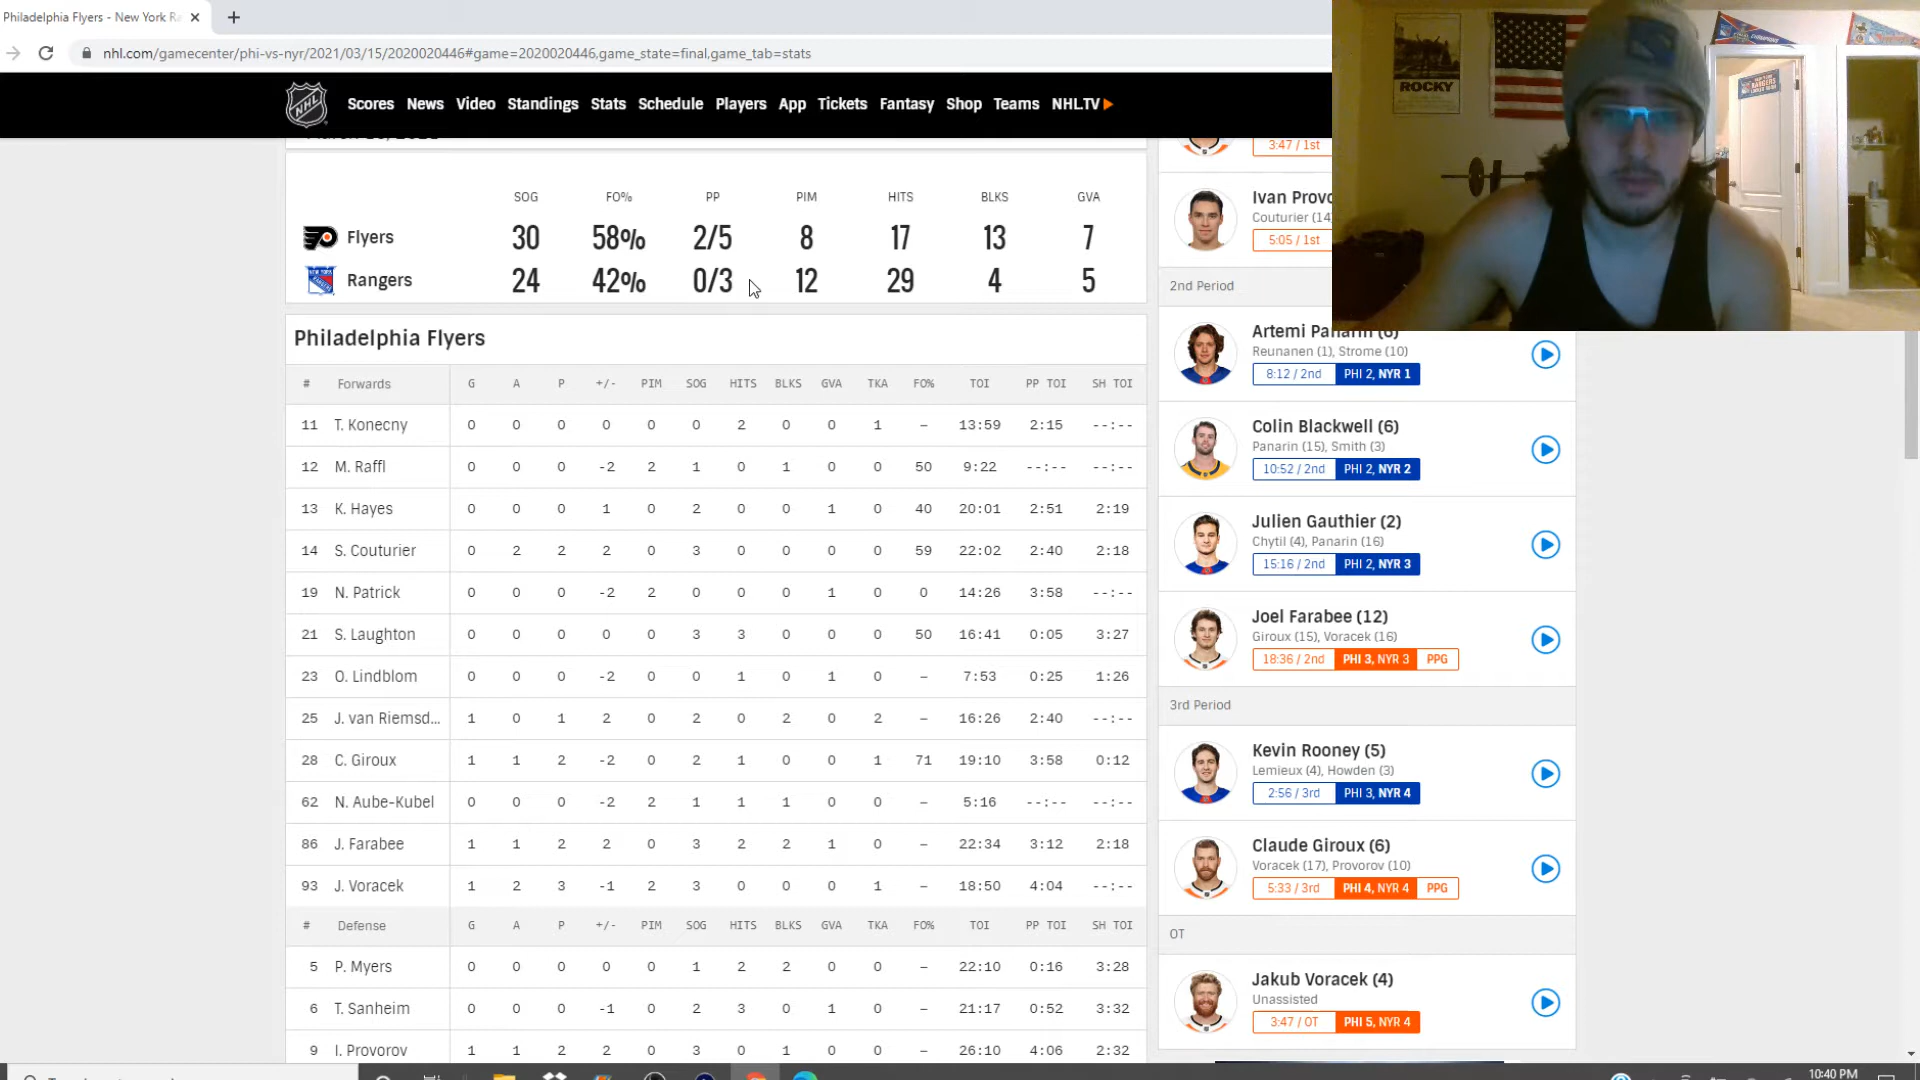 Philadelphia Flyers - New York Ra
nhl.com/gamecenter/phi-vs-nyr/2021/03/15/2020020446#game=2020020446,game_state=final,game_tab=stats
Scores News Video Standings Stats Schedule Players App Tickets Fantasy Shop Teams NHL.TV
SOG FO% PP PIM HITS BLKS GVA
Flyers 30 58% 2/5 8 17 13 7
Rangers 24 42% 0/3 12 29 4 5
Philadelphia Flyers
# Forwards G A P +/- PIM SOG HITS BLKS GVA TKA FO% TOI PP TOI SH TOI
11 T. Konecny 0 0 0 0 0 0 2 0 0 1 – 13:59 2:15 --:--
12 M. Raffl 0 0 0 -2 2 1 0 1 0 0 50 9:22 --:-- --:--
13 K. Hayes 0 0 0 1 0 2 0 0 1 0 40 20:01 2:51 2:19
14 S. Couturier 0 2 2 2 0 3 0 0 0 0 59 22:02 2:40 2:18
19 N. Patrick 0 0 0 -2 2 0 0 0 1 0 0 14:26 3:58 --:--
21 S. Laughton 0 0 0 0 0 3 3 0 0 0 50 16:41 0:05 3:27
23 O. Lindblom 0 0 0 -2 0 0 1 0 1 0 – 7:53 0:25 1:26
25 J. van Riemsd... 1 0 1 2 0 2 0 2 0 2 – 16:26 2:40 --:--
28 C. Giroux 1 1 2 -2 0 2 1 0 0 1 71 19:10 3:58 0:12
62 N. Aube-Kubel 0 0 0 -2 2 1 1 1 0 0 – 5:16 --:-- --:--
86 J. Farabee 1 1 2 2 0 3 2 2 1 0 – 22:34 3:12 2:18
93 J. Voracek 1 2 3 -1 2 3 0 0 0 1 – 18:50 4:04 --:--
# Defense G A P +/- PIM SOG HITS BLKS GVA TKA FO% TOI PP TOI SH TOI
5 P. Myers 0 0 0 0 0 1 2 2 0 0 – 22:10 0:16 3:28
6 T. Sanheim 0 0 0 -1 0 2 3 0 1 0 – 21:17 0:52 3:32
9 I. Provorov 1 1 2 2 0 3 0 1 0 0 – 26:10 4:06 2:32
3:47 / 1st
Ivan Provo
Couturier (14
5:05 / 1st
2nd Period
Artemi Panarin (6)
Reunanen (1), Strome (10)
8:12 / 2nd PHI 2, NYR 1
Colin Blackwell (6)
Panarin (15), Smith (3)
10:52 / 2nd PHI 2, NYR 2
Julien Gauthier (2)
Chytil (4), Panarin (16)
15:16 / 2nd PHI 2, NYR 3
Joel Farabee (12)
Giroux (15), Voracek (16)
18:36 / 2nd PHI 3, NYR 3 PPG
3rd Period
Kevin Rooney (5)
Lemieux (4), Howden (3)
2:56 / 3rd PHI 3, NYR 4
Claude Giroux (6)
Voracek (17), Provorov (10)
5:33 / 3rd PHI 4, NYR 4 PPG
OT
Jakub Voracek (4)
Unassisted
3:47 / OT PHI 5, NYR 4
ROCKY
10:40 PM